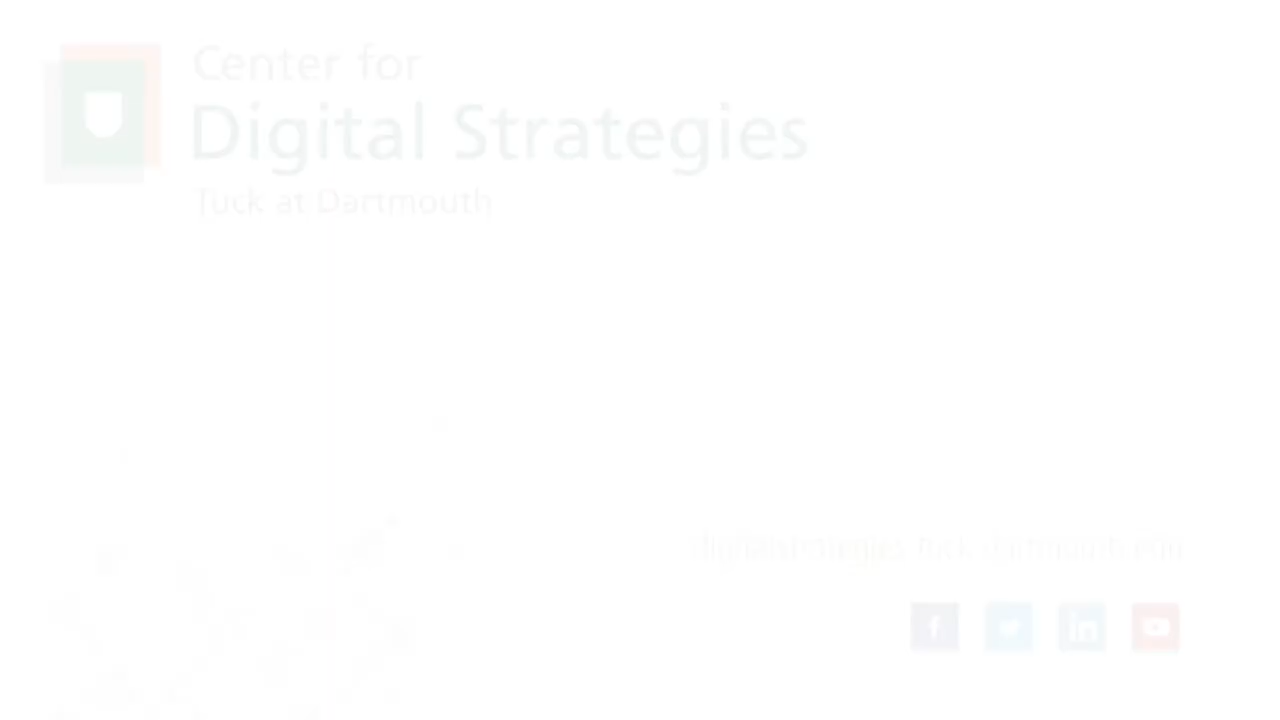 Center for
Digital Strategies
Tuck at Dartmouth
digitalstrategies.tuck.dartmouth.edu